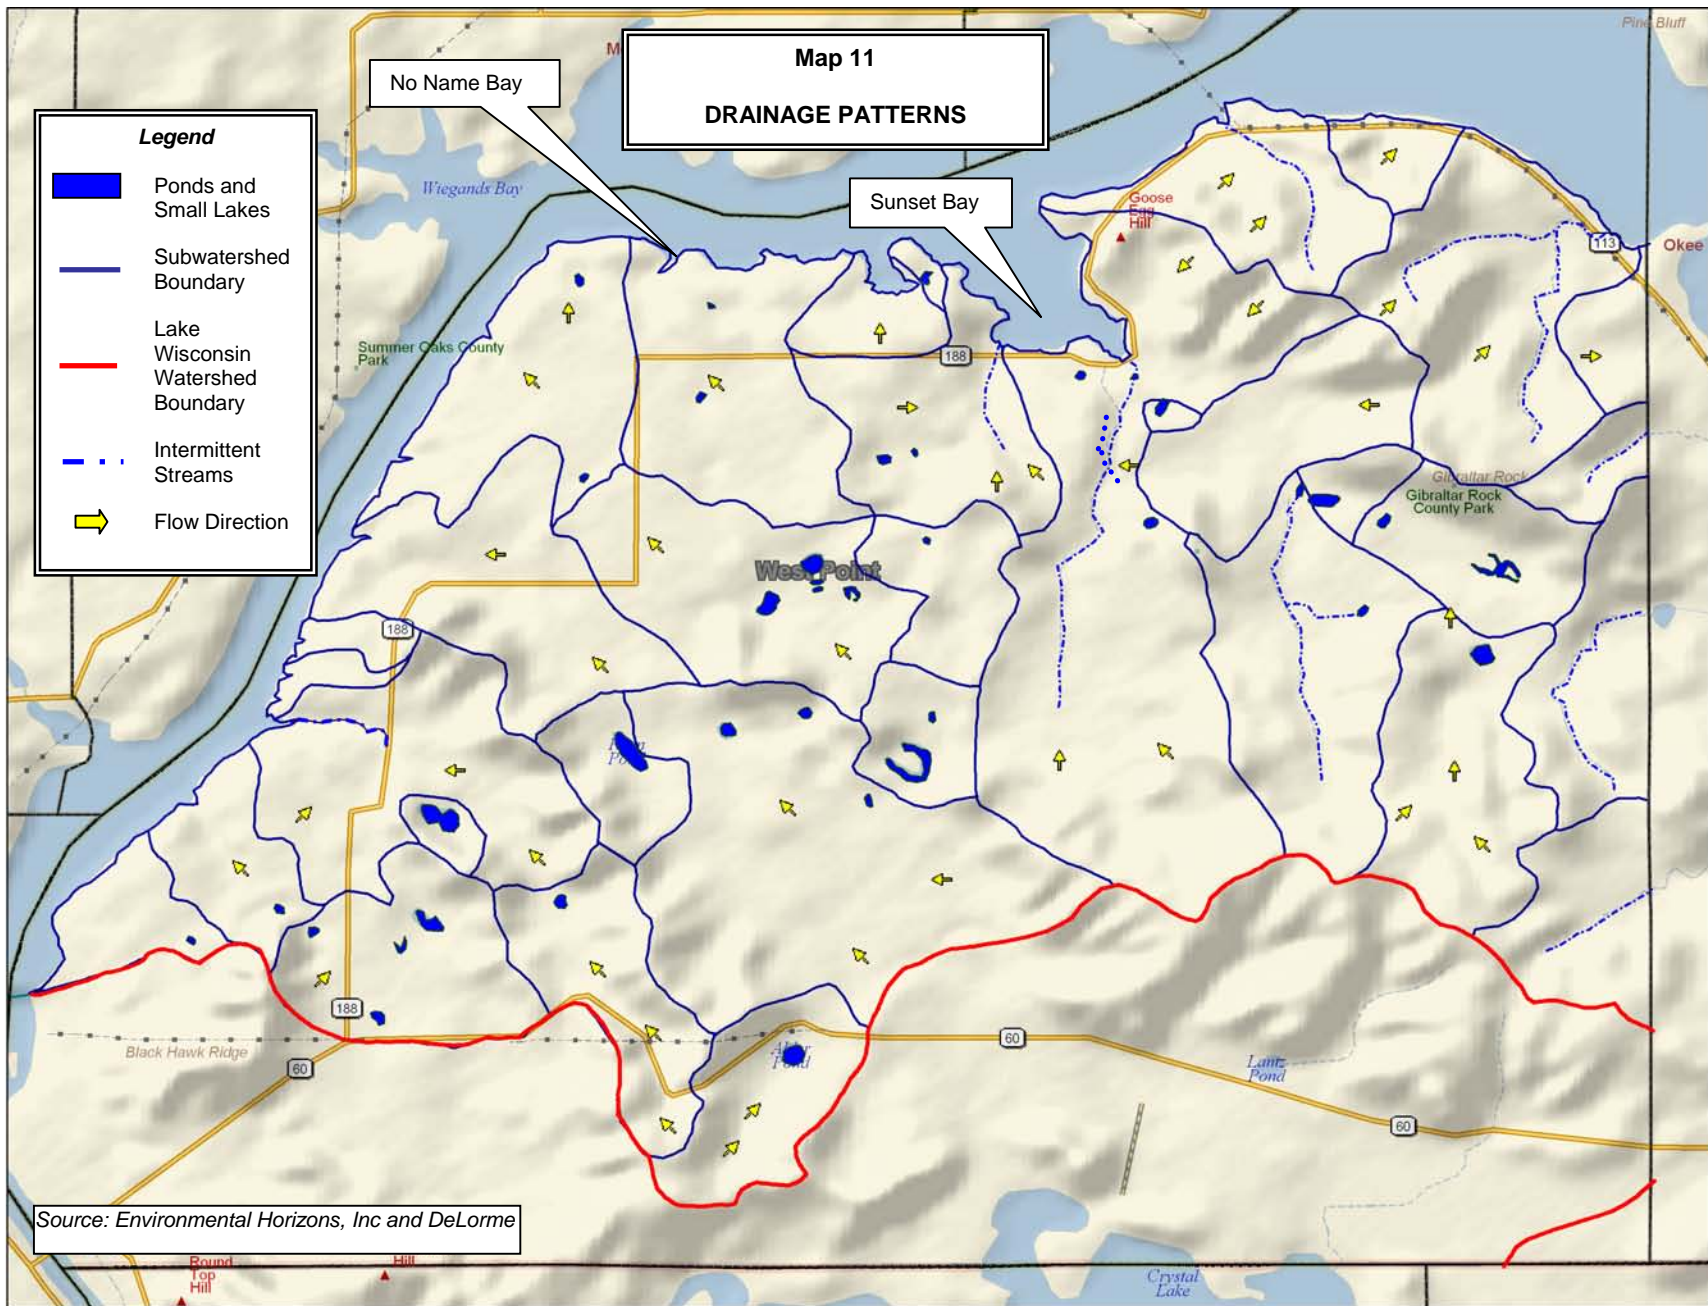 Map 11
DRAINAGE PATTERNS
Pine Bluff
No Name Bay
Legend
Ponds and
Small Lakes
Subwatershed
Boundary
Lake
Wisconsin
Watershed
Boundary
Intermittent
Streams
Flow Direction
Wiegands Bay
Sunset Bay
Goose
Egg
Hill
113
Okee
Summer Oaks County
Park
188
Gibraltar Rock
Gibraltar Rock
County Park
West Point
188
188
Black Hawk Ridge
60
60
Lantz
Pond
Pond
60
Source: Environmental Horizons, Inc and DeLorme
Round
Top
Hill
Hill
Crystal
Lake